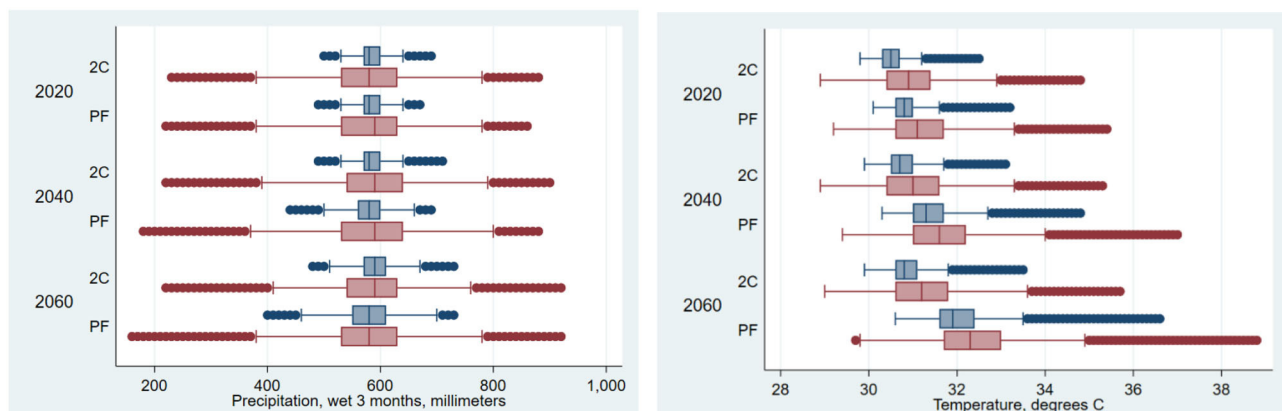 2C
2020
PF
2C
2040
PF
2C
2060
PF
200 400 600 800 1,000
Precipitation, wet 3 months, millimeters
2C
2020
PF
2C
2040
PF
2C
2060
PF
28 30 32 34 36 38
Temperature, degrees C